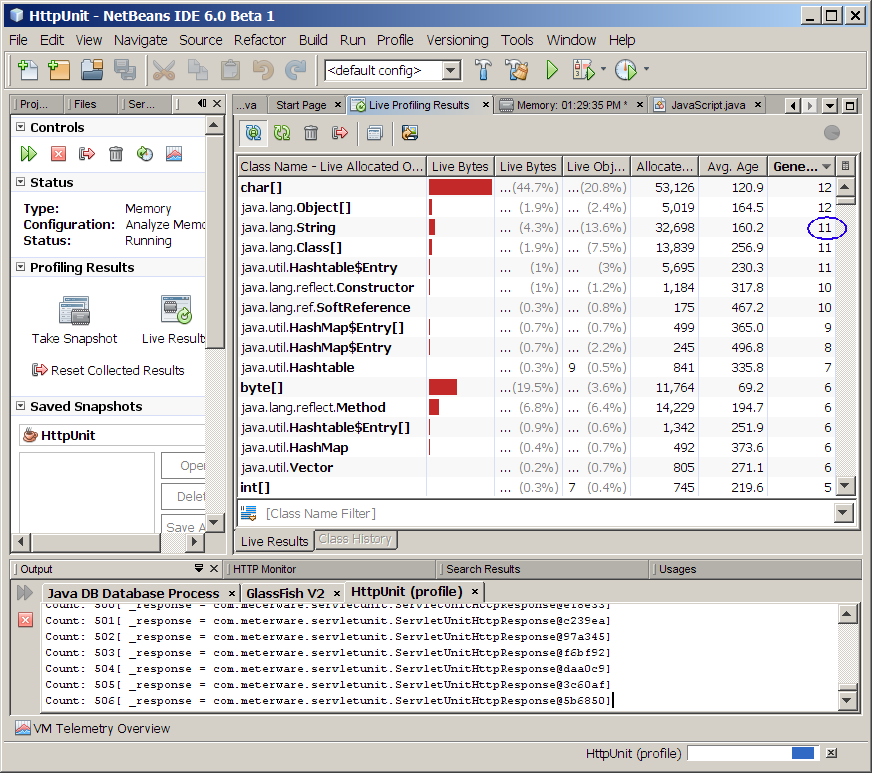 HttpUnit - NetBeans IDE 6.0 Beta 1
File Edit View Navigate Source Refactor Build Run Profile Versioning Tools Window Help
<default config>
Proj... Files Ser...
...va Start Page Live Profiling Results Memory: 01:29:35 PM * JavaScript.java
Controls
Status
Type: Memory
Configuration: Analyze Memo
Status: Running
Profiling Results
Take Snapshot Live Results
Reset Collected Results
Saved Snapshots
HttpUnit
Open
Delet
Save A
Class Name - Live Allocated O... Live Bytes Live Bytes Live Obj... Allocate... Avg. Age Gene...
char[] ...(44.7%) ...(20.8%) 53,126 120.9 12
java.lang.Object[] ... (1.9%) ... (2.4%) 5,019 164.5 12
java.lang.String ... (4.3%) ...(13.6%) 32,698 160.2 11
java.lang.Class[] ... (1.9%) ... (7.5%) 13,839 256.9 11
java.util.Hashtable$Entry ... (1%) ... (3%) 5,695 230.3 11
java.lang.reflect.Constructor ... (1%) ... (1.2%) 1,184 317.8 10
java.lang.ref.SoftReference ... (0.3%) ... (0.8%) 175 467.2 10
java.util.HashMap$Entry[] ... (0.7%) ... (0.7%) 499 365.0 9
java.util.HashMap$Entry ... (0.7%) ... (2.2%) 245 496.8 8
java.util.Hashtable ... (0.3%) 9 (0.5%) 841 335.8 7
byte[] ...(19.5%) ... (3.6%) 11,764 69.2 6
java.lang.reflect.Method ... (6.8%) ... (6.4%) 14,229 194.7 6
java.util.Hashtable$Entry[] ... (0.9%) ... (0.6%) 1,342 251.9 6
java.util.HashMap ... (0.4%) ... (0.7%) 492 373.6 6
java.util.Vector ... (0.2%) ... (0.7%) 805 271.1 6
int[] ... (0.3%) 7 (0.4%) 745 219.6 5
[Class Name Filter]
Live Results Class History
Output HTTP Monitor Search Results Usages
Java DB Database Process GlassFish V2 HttpUnit (profile)
Count: 500[ _response = com.meterware.servletunit.ServletUnitHttpResponse@e18e33]
Count: 501[ _response = com.meterware.servletunit.ServletUnitHttpResponse@c239ea]
Count: 502[ _response = com.meterware.servletunit.ServletUnitHttpResponse@97a345]
Count: 503[ _response = com.meterware.servletunit.ServletUnitHttpResponse@f6bf92]
Count: 504[ _response = com.meterware.servletunit.ServletUnitHttpResponse@daa0c9]
Count: 505[ _response = com.meterware.servletunit.ServletUnitHttpResponse@3c60af]
Count: 506[ _response = com.meterware.servletunit.ServletUnitHttpResponse@5b6850]
VM Telemetry Overview
HttpUnit (profile)